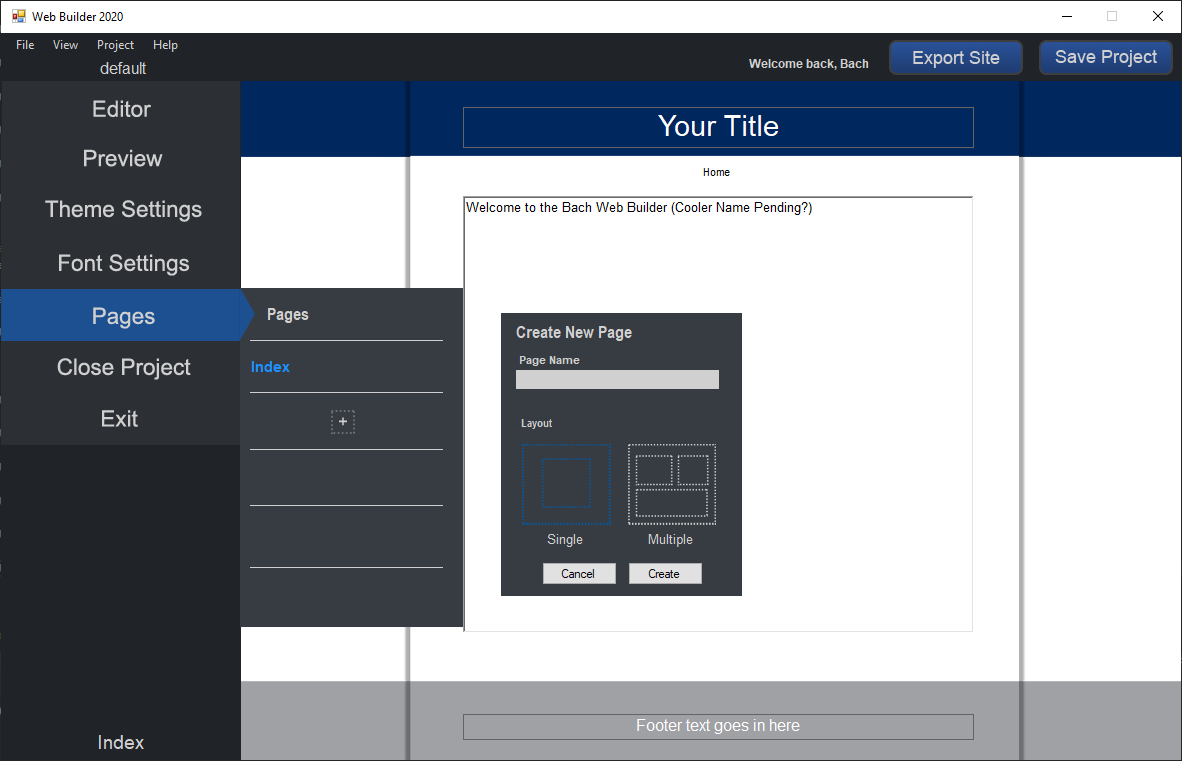 Web Builder 2020
File View Project Help
default
Welcome back, Bach
Export Site
Save Project
Editor
Preview
Theme Settings
Font Settings
Pages
Close Project
Exit
Index
Pages
Index
+
Your Title
Home
Welcome to the Bach Web Builder (Cooler Name Pending?)
Create New Page
Page Name
Layout
Single Multiple
Cancel Create
Footer text goes in here